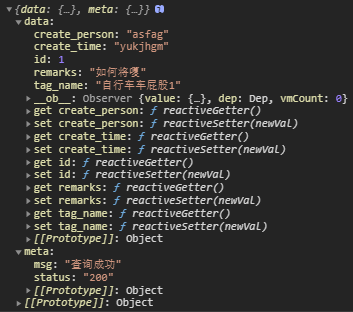 {data: {…}, meta: {…}}
data:
create_person: "asfag"
create_time: "yukjhgm"
id: 1
remarks: "如何将嗄"
tag_name: "自行车车屁股1"
__ob__: Observer {value: {…}, dep: Dep, vmCount: 0}
get create_person: ƒ reactiveGetter()
set create_person: ƒ reactiveSetter(newVal)
get create_time: ƒ reactiveGetter()
set create_time: ƒ reactiveSetter(newVal)
get id: ƒ reactiveGetter()
set id: ƒ reactiveSetter(newVal)
get remarks: ƒ reactiveGetter()
set remarks: ƒ reactiveSetter(newVal)
get tag_name: ƒ reactiveGetter()
set tag_name: ƒ reactiveSetter(newVal)
[[Prototype]]: Object
meta:
msg: "查询成功"
status: "200"
[[Prototype]]: Object
[[Prototype]]: Object